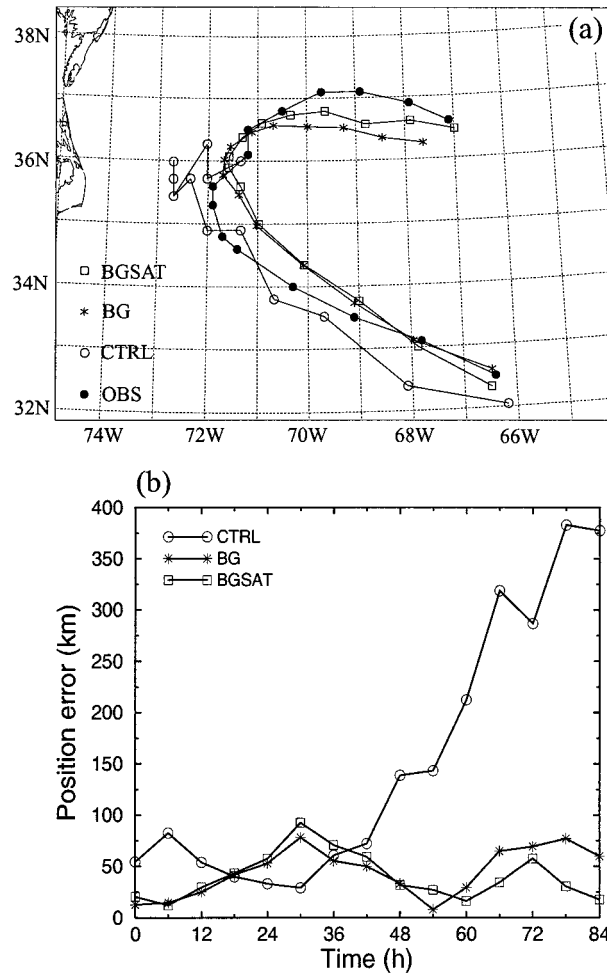 (a)
38N
36N
34N
32N
BGSAT
BG
CTRL
OBS
74W 72W 70W 68W 66W
(b)
400
350
300
250
200
150
100
50
0
Position error (km)
CTRL
BG
BGSAT
0 12 24 36 48 60 72 84
Time (h)